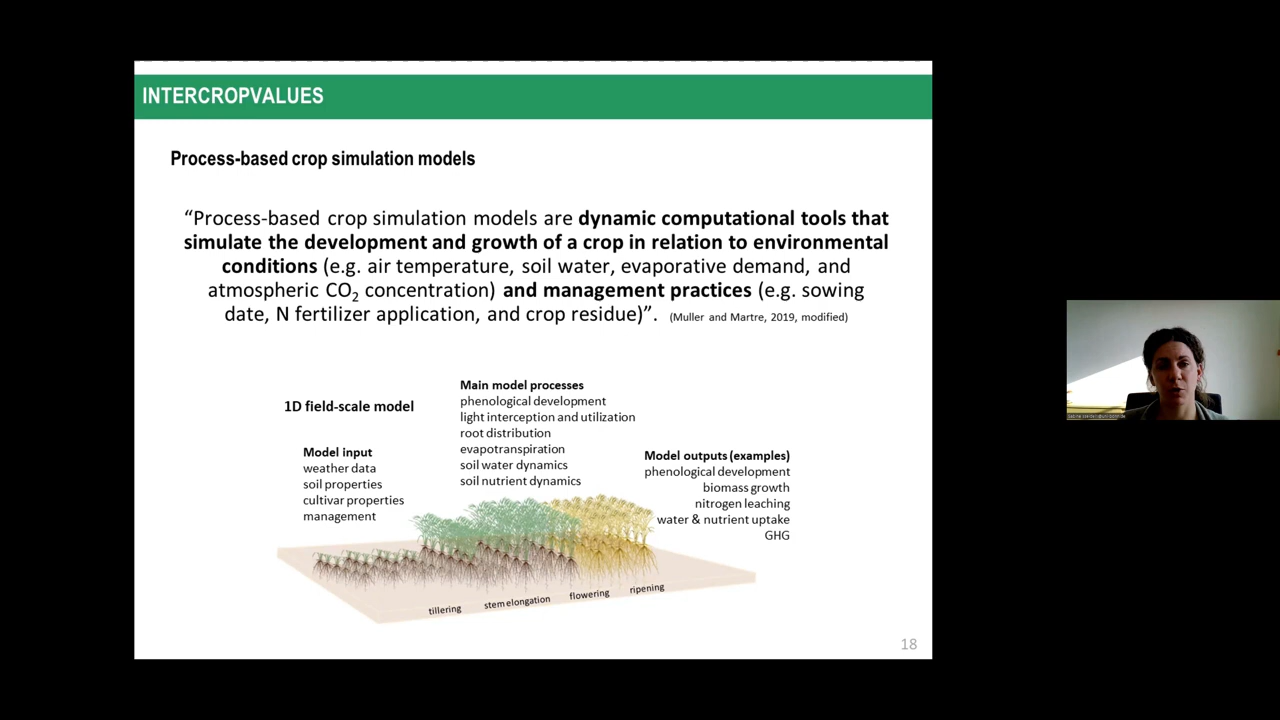 INTERCROPVALUES
Process-based crop simulation models
“Process-based crop simulation models are dynamic computational tools that
simulate the development and growth of a crop in relation to environmental
conditions (e.g. air temperature, soil water, evaporative demand, and
atmospheric CO₂ concentration) and management practices (e.g. sowing
date, N fertilizer application, and crop residue)”. (Muller and Martre, 2019, modified)
1D field-scale model
Main model processes
phenological development
light interception and utilization
root distribution
evapotranspiration
soil water dynamics
soil nutrient dynamics
Model input
weather data
soil properties
cultivar properties
management
Model outputs (examples)
phenological development
biomass growth
nitrogen leaching
water & nutrient uptake
GHG
tillering
stem elongation
flowering
ripening
18